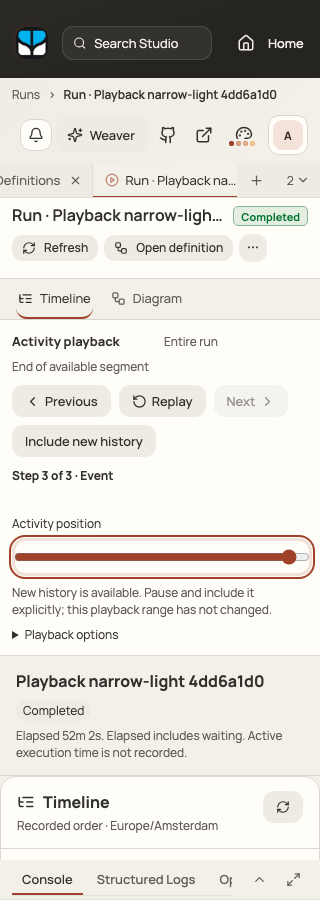 Search Studio
Home
Runs › Run · Playback narrow-light 4dd6a1d0
Weaver
A
Definitions ×
Run · Playback na...
+
2
Run · Playback narrow-ligh...
Completed
Refresh
Open definition
...
Timeline
Diagram
Activity playback
Entire run
End of available segment
Previous
Replay
Next
Include new history
Step 3 of 3 · Event
Activity position
New history is available. Pause and include it
explicitly; this playback range has not changed.
Playback options
Playback narrow-light 4dd6a1d0
Completed
Elapsed 52m 2s. Elapsed includes waiting. Active
execution time is not recorded.
Timeline
Recorded order · Europe/Amsterdam
Console
Structured Logs